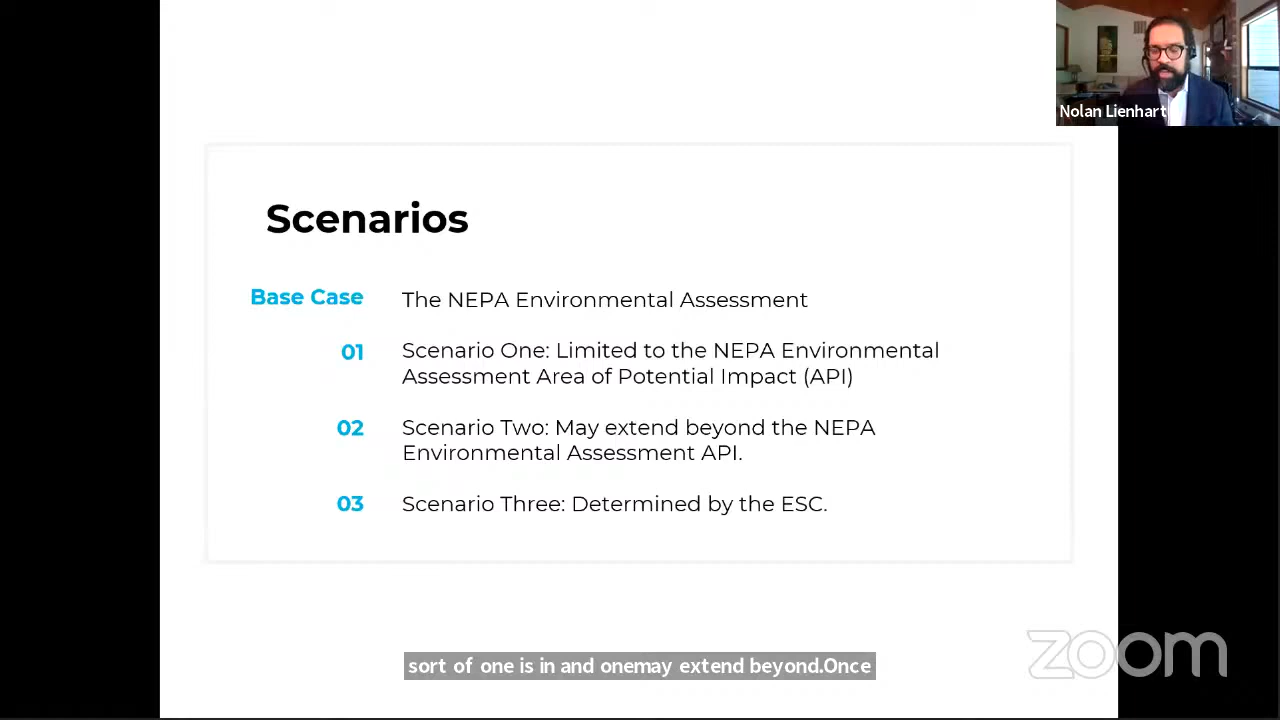 Nolan Lienhart
Scenarios
Base Case
The NEPA Environmental Assessment
01
Scenario One: Limited to the NEPA Environmental
Assessment Area of Potential Impact (API)
02
Scenario Two: May extend beyond the NEPA
Environmental Assessment API.
03
Scenario Three: Determined by the ESC.
sort of one is in and onemay extend beyond.Once
zoom